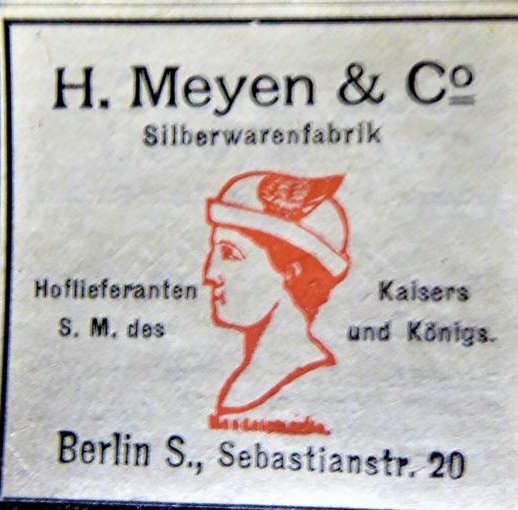 H. Meyen & Cº
Silberwarenfabrik
Hoflieferanten Kaisers
S. M. des und Königs.
Berlin S., Sebastianstr. 20